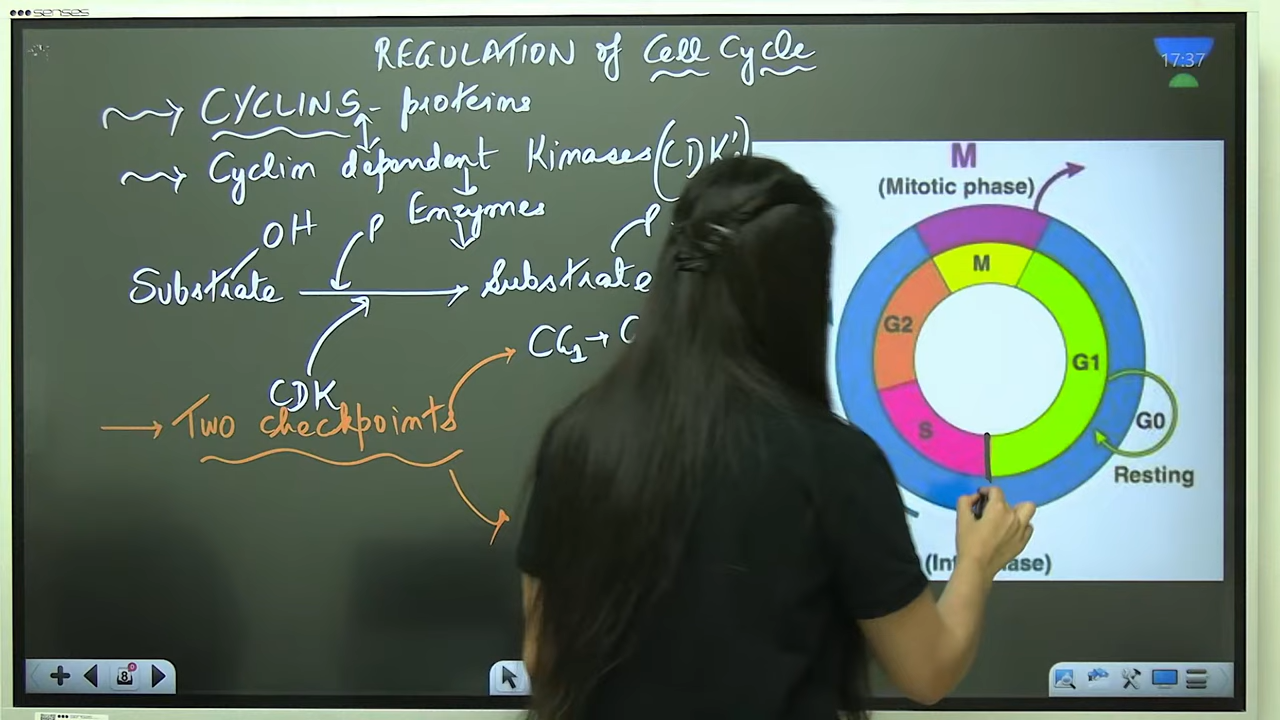 senses
REGULATION of Cell Cycle
17:37
CYCLINS - proteins
Cyclin dependent Kinases (CDK's)
Enzymes
OH
P
P
Substrate
Substrate
CG1 →
CDK
Two checkpoints
M
(Mitotic phase)
M
G2
G1
S
G0
Resting
8